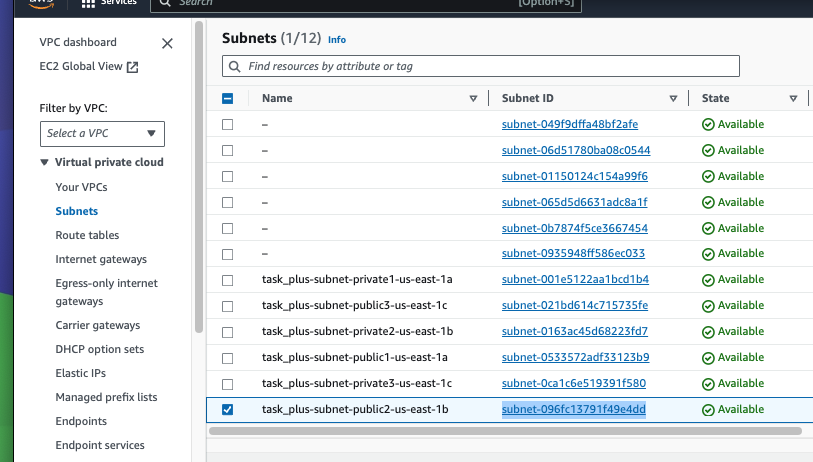 aws Services Search [Option+S]
VPC dashboard
EC2 Global View
Filter by VPC:
Select a VPC
Virtual private cloud
Your VPCs
Subnets
Route tables
Internet gateways
Egress-only internet
gateways
Carrier gateways
DHCP option sets
Elastic IPs
Managed prefix lists
Endpoints
Endpoint services
Subnets (1/12) Info
Find resources by attribute or tag
Name Subnet ID State
– subnet-049f9dffa48bf2afe Available
– subnet-06d51780ba08c0544 Available
– subnet-01150124c154a99f6 Available
– subnet-065d5d6631adc8a1f Available
– subnet-0b7874f5ce3667454 Available
– subnet-0935948ff586ec033 Available
task_plus-subnet-private1-us-east-1a subnet-001e5122aa1bcd1b4 Available
task_plus-subnet-public3-us-east-1c subnet-021bd614c715735fe Available
task_plus-subnet-private2-us-east-1b subnet-0163ac45d68223fd7 Available
task_plus-subnet-public1-us-east-1a subnet-0533572adf33123b9 Available
task_plus-subnet-private3-us-east-1c subnet-0ca1c6e519391f580 Available
task_plus-subnet-public2-us-east-1b subnet-096fc13791f49e4dd Available